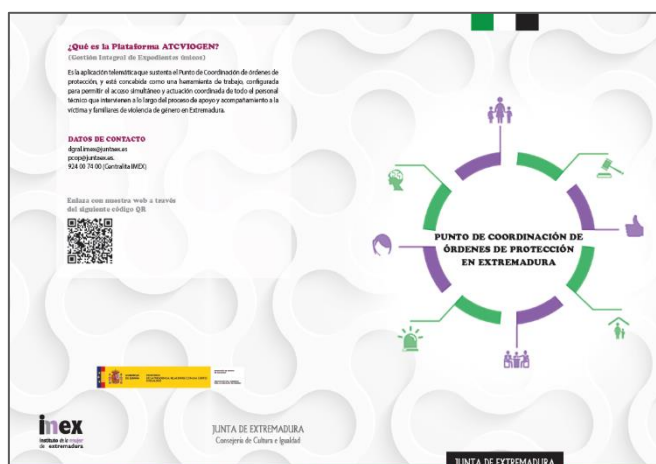 ¿Qué es la Plataforma ATCVIOGEN?
(Gestión Integral de Expedientes únicos)
Es la aplicación telemática que sustenta el Punto de Coordinación de órdenes de
protección, y está concebida como una herramienta de trabajo, configurada
para permitir el acceso simultáneo y actuación coordinada de todo el personal
técnico que intervienen a lo largo del proceso de apoyo y acompañamiento a la
víctima y familiares de violencia de género en Extremadura.
DATOS DE CONTACTO
dgral.imex@juntaex.es
pcop@juntaex.es.
924 00 74 00 (Centralita IMEX)
Enlaza con nuestra web a través
del siguiente código QR
imex
instituto de la mujer
de extremadura
JUNTA DE EXTREMADURA
Consejería de Cultura e Igualdad
PUNTO DE COORDINACIÓN DE
ÓRDENES DE PROTECCIÓN
EN EXTREMADURA
JUNTA DE EXTREMADURA